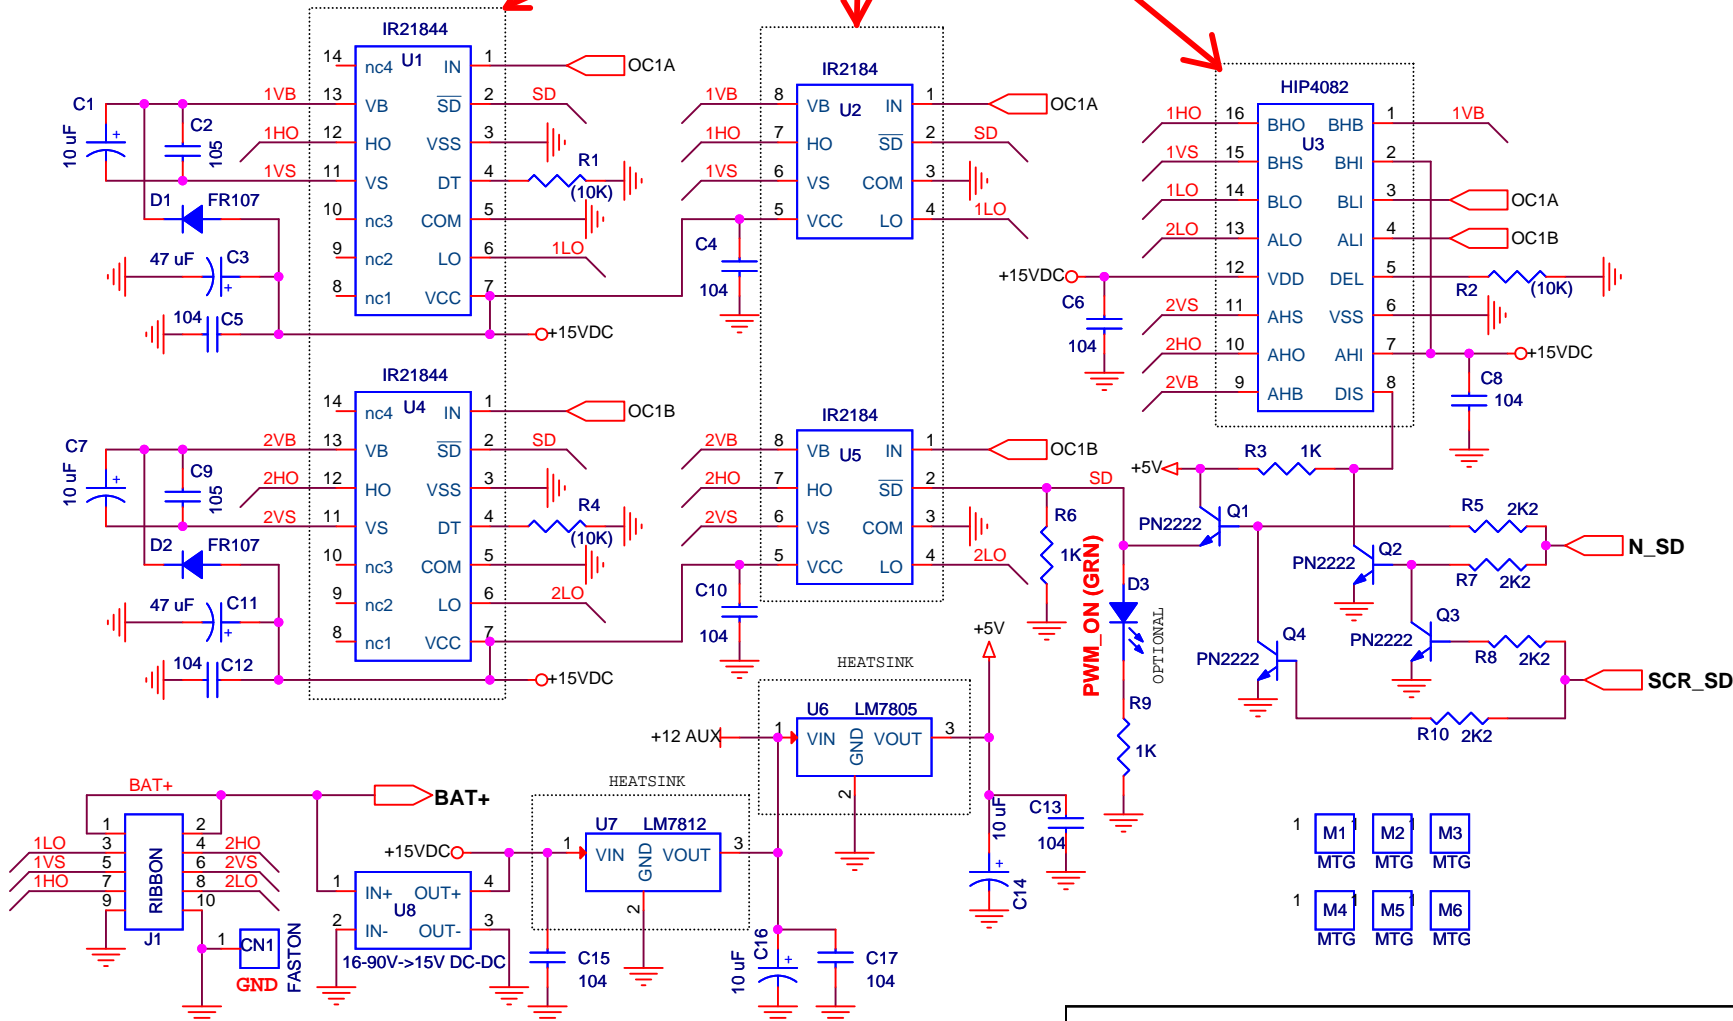 IR21844
U1
14 nc4 IN 1 OC1A
C1 1VB 13 VB SD 2 SD
10 uF + C2 105 1HO 12 HO VSS 3
1VS 11 VS DT 4 R1 (10K)
D1 FR107 10 nc3 COM 5
47 uF C3 + 9 nc2 LO 6 1LO
8 nc1 VCC 7
104 C5 +15VDC
IR2184
U2
1VB 8 VB IN 1 OC1A
1HO 7 HO SD 2 SD
1VS 6 VS COM 3
5 VCC LO 4 1LO
C4
104
HIP4082
U3
1HO 16 BHO BHB 1 1VB
1VS 15 BHS BHI 2
1LO 14 BLO BLI 3 OC1A
2LO 13 ALO ALI 4 OC1B
+15VDC 12 VDD DEL 5 R2 (10K)
C6 104
2VS 11 AHS VSS 6
2HO 10 AHO AHI 7 +15VDC
2VB 9 AHB DIS 8
C8
104
IR21844
U4
14 nc4 IN 1 OC1B
C7 2VB 13 VB SD 2 SD
10 uF + C9 105 2HO 12 HO VSS 3
2VS 11 VS DT 4 R4 (10K)
D2 FR107 10 nc3 COM 5
47 uF C11 + 9 nc2 LO 6 2LO
8 nc1 VCC 7
104 C12 +15VDC
IR2184
U5
2VB 8 VB IN 1 OC1B
2HO 7 HO SD 2 SD
2VS 6 VS COM 3
5 VCC LO 4 2LO
C10
104
R6
1K
+5V R3 1K
Q1
PN2222
R5 2K2
N_SD
Q2
PN2222
R7 2K2
Q3
PN2222
R8 2K2
Q4
PN2222
SCR_SD
R10 2K2
PWM_ON (GRN)
D3
OPTIONAL
R9
1K
+5V
HEATSINK
U6 LM7805
+12 AUX 1 VIN GND VOUT 3
2
C13
104
10 uF + C14
HEATSINK
U7 LM7812
+15VDC 1 VIN GND VOUT 3
2
C15
104
C16 10 uF +
C17
104
BAT+
BAT+
1 2
1LO 3 4 2HO
1VS 5 6 2VS
1HO 7 8 2LO
9 10
RIBBON
J1
1 CN1
GND
FASTON
1 IN+ OUT+ 4
U8
2 IN- OUT- 3
16-90V->15V DC-DC
1 M1 1 M2 1 M3
MTG MTG MTG
1 M4 1 M5 1 M6
MTG MTG MTG